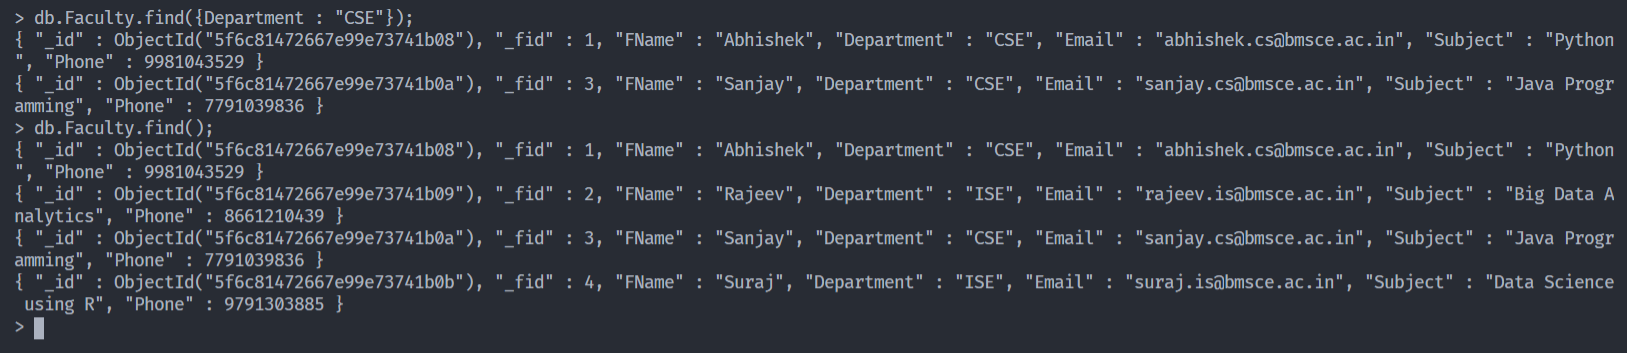 > db.Faculty.find({Department : "CSE"});
{ "_id" : ObjectId("5f6c81472667e99e73741b08"), "_fid" : 1, "FName" : "Abhishek", "Department" : "CSE", "Email" : "abhishek.cs@bmsce.ac.in", "Subject" : "Python
", "Phone" : 9981043529 }
{ "_id" : ObjectId("5f6c81472667e99e73741b0a"), "_fid" : 3, "FName" : "Sanjay", "Department" : "CSE", "Email" : "sanjay.cs@bmsce.ac.in", "Subject" : "Java Progr
amming", "Phone" : 7791039836 }
> db.Faculty.find();
{ "_id" : ObjectId("5f6c81472667e99e73741b08"), "_fid" : 1, "FName" : "Abhishek", "Department" : "CSE", "Email" : "abhishek.cs@bmsce.ac.in", "Subject" : "Python
", "Phone" : 9981043529 }
{ "_id" : ObjectId("5f6c81472667e99e73741b09"), "_fid" : 2, "FName" : "Rajeev", "Department" : "ISE", "Email" : "rajeev.is@bmsce.ac.in", "Subject" : "Big Data A
nalytics", "Phone" : 8661210439 }
{ "_id" : ObjectId("5f6c81472667e99e73741b0a"), "_fid" : 3, "FName" : "Sanjay", "Department" : "CSE", "Email" : "sanjay.cs@bmsce.ac.in", "Subject" : "Java Progr
amming", "Phone" : 7791039836 }
{ "_id" : ObjectId("5f6c81472667e99e73741b0b"), "_fid" : 4, "FName" : "Suraj", "Department" : "ISE", "Email" : "suraj.is@bmsce.ac.in", "Subject" : "Data Science
 using R", "Phone" : 9791303885 }
>